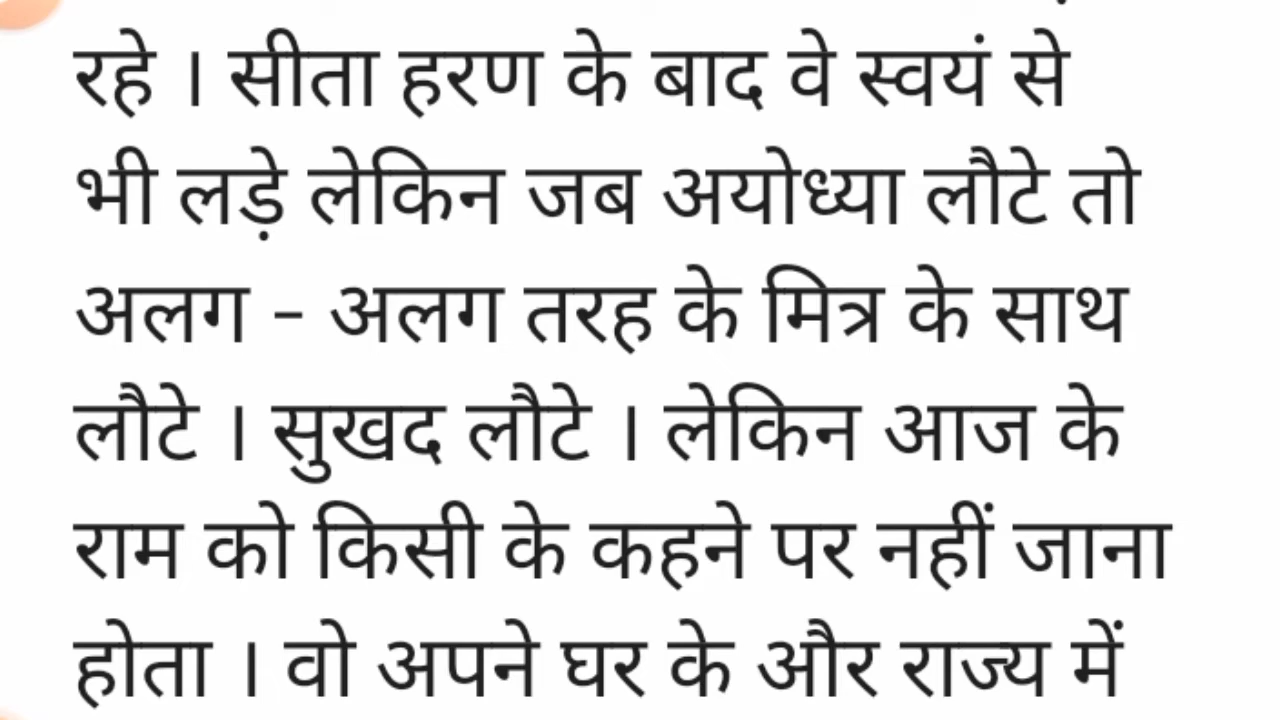 रहे । सीता हरण के बाद वे स्वयं से
भी लड़े लेकिन जब अयोध्या लौटे तो
अलग - अलग तरह के मित्र के साथ
लौटे । सुखद लौटे । लेकिन आज के
राम को किसी के कहने पर नहीं जाना
होता । वो अपने घर के और राज्य में